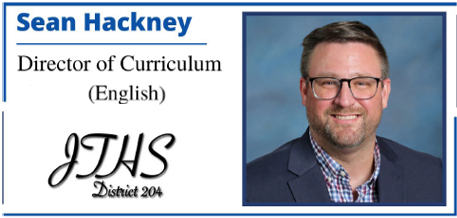 Sean Hackney
Director of Curriculum
(English)
JTHS
District 204